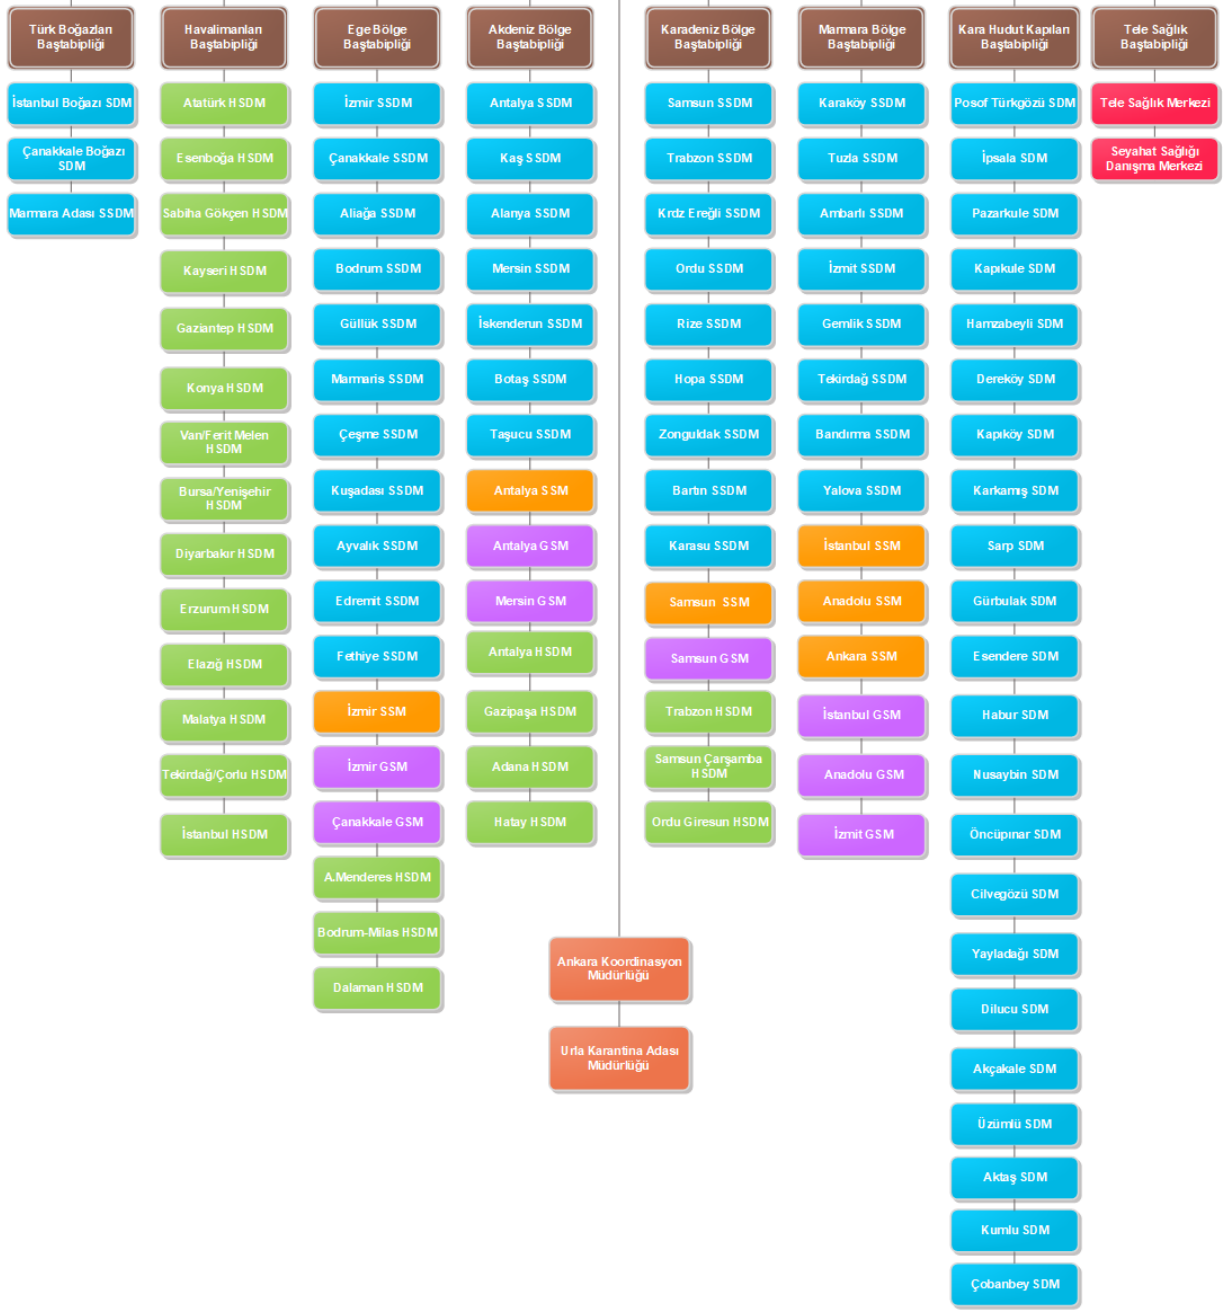 Türk Boğazları
Baştabipliği
İstanbul Boğazı SDM
Çanakkale Boğazı
SDM
Marmara Adası SSDM
Havalimanları
Baştabipliği
Atatürk HSDM
Esenboğa HSDM
Sabiha Gökçen HSDM
Kayseri HSDM
Gaziantep HSDM
Konya HSDM
Van/Ferit Melen
HSDM
Bursa/Yenişehir
HSDM
Diyarbakır HSDM
Erzurum HSDM
Elazığ HSDM
Malatya HSDM
Tekirdağ/Çorlu HSDM
İstanbul HSDM
Ege Bölge
Baştabipliği
İzmir SSDM
Çanakkale SSDM
Aliağa SSDM
Bodrum SSDM
Güllük SSDM
Marmaris SSDM
Çeşme SSDM
Kuşadası SSDM
Ayvalık SSDM
Edremit SSDM
Fethiye SSDM
İzmir SSM
İzmir GSM
Çanakkale GSM
A.Menderes HSDM
Bodrum-Milas HSDM
Dalaman HSDM
Akdeniz Bölge
Baştabipliği
Antalya SSDM
Kaş SSDM
Alanya SSDM
Mersin SSDM
İskenderun SSDM
Botaş SSDM
Taşucu SSDM
Antalya SSM
Antalya GSM
Mersin GSM
Antalya HSDM
Gazipaşa HSDM
Adana HSDM
Hatay HSDM
Ankara Koordinasyon
Müdürlüğü
Urla Karantina Adası
Müdürlüğü
Karadeniz Bölge
Baştabipliği
Samsun SSDM
Trabzon SSDM
Krdz Ereğli SSDM
Ordu SSDM
Rize SSDM
Hopa SSDM
Zonguldak SSDM
Bartın SSDM
Karasu SSDM
Samsun SSM
Samsun GSM
Trabzon HSDM
Samsun Çarşamba
HSDM
Ordu Giresun HSDM
Marmara Bölge
Baştabipliği
Karaköy SSDM
Tuzla SSDM
Ambarlı SSDM
İzmit SSDM
Gemlik SSDM
Tekirdağ SSDM
Bandırma SSDM
Yalova SSDM
İstanbul SSM
Anadolu SSM
Ankara SSM
İstanbul GSM
Anadolu GSM
İzmit GSM
Kara Hudut Kapıları
Baştabipliği
Posof Türkgözü SDM
İpsala SDM
Pazarkule SDM
Kapıkule SDM
Hamzabeyli SDM
Dereköy SDM
Kapıköy SDM
Karkamış SDM
Sarp SDM
Gürbulak SDM
Esendere SDM
Habur SDM
Nusaybin SDM
Öncüpınar SDM
Cilvegözü SDM
Yayladağı SDM
Dilucu SDM
Akçakale SDM
Üzümlü SDM
Aktaş SDM
Kumlu SDM
Çobanbey SDM
Tele Sağlık
Baştabipliği
Tele Sağlık Merkezi
Seyahat Sağlığı
Danışma Merkezi